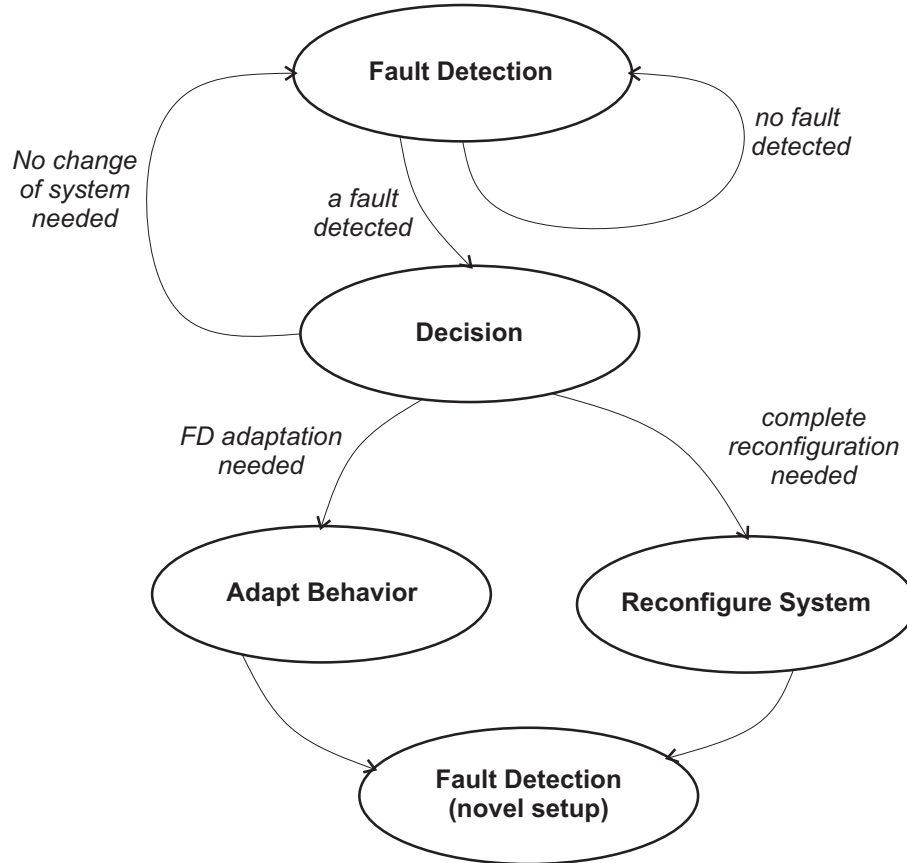 Fault Detection
no fault
detected
No change
of system
needed
a fault
detected
Decision
FD adaptation
needed
complete
reconfiguration
needed
Adapt Behavior
Reconfigure System
Fault Detection
(novel setup)